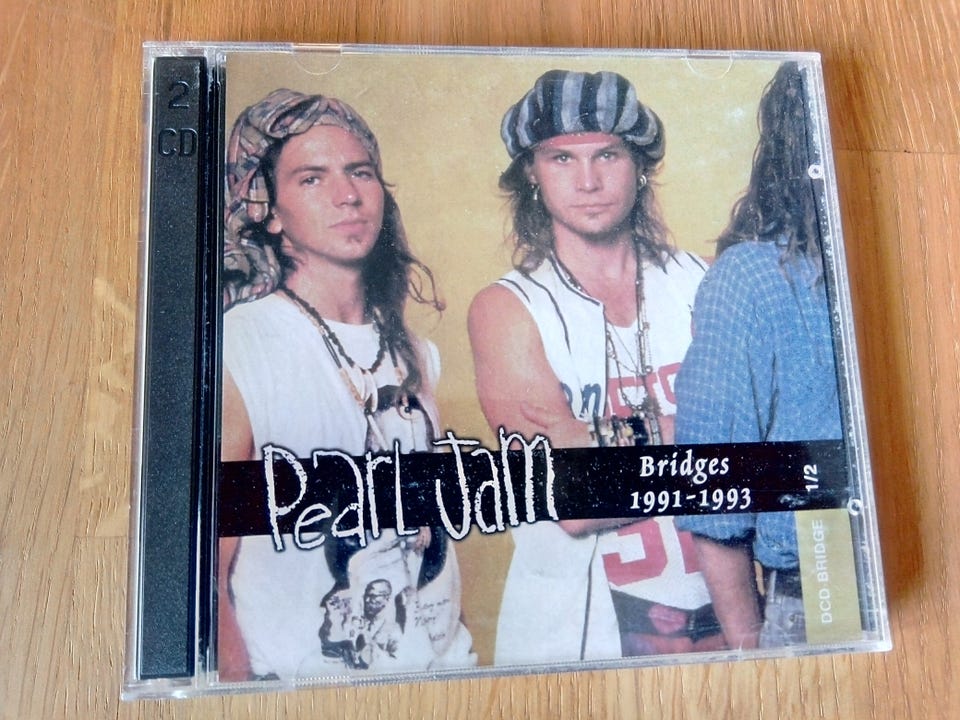 2
CD
Pearl Jam
Bridges
1991-1993
1/2
DCD BRIDGE